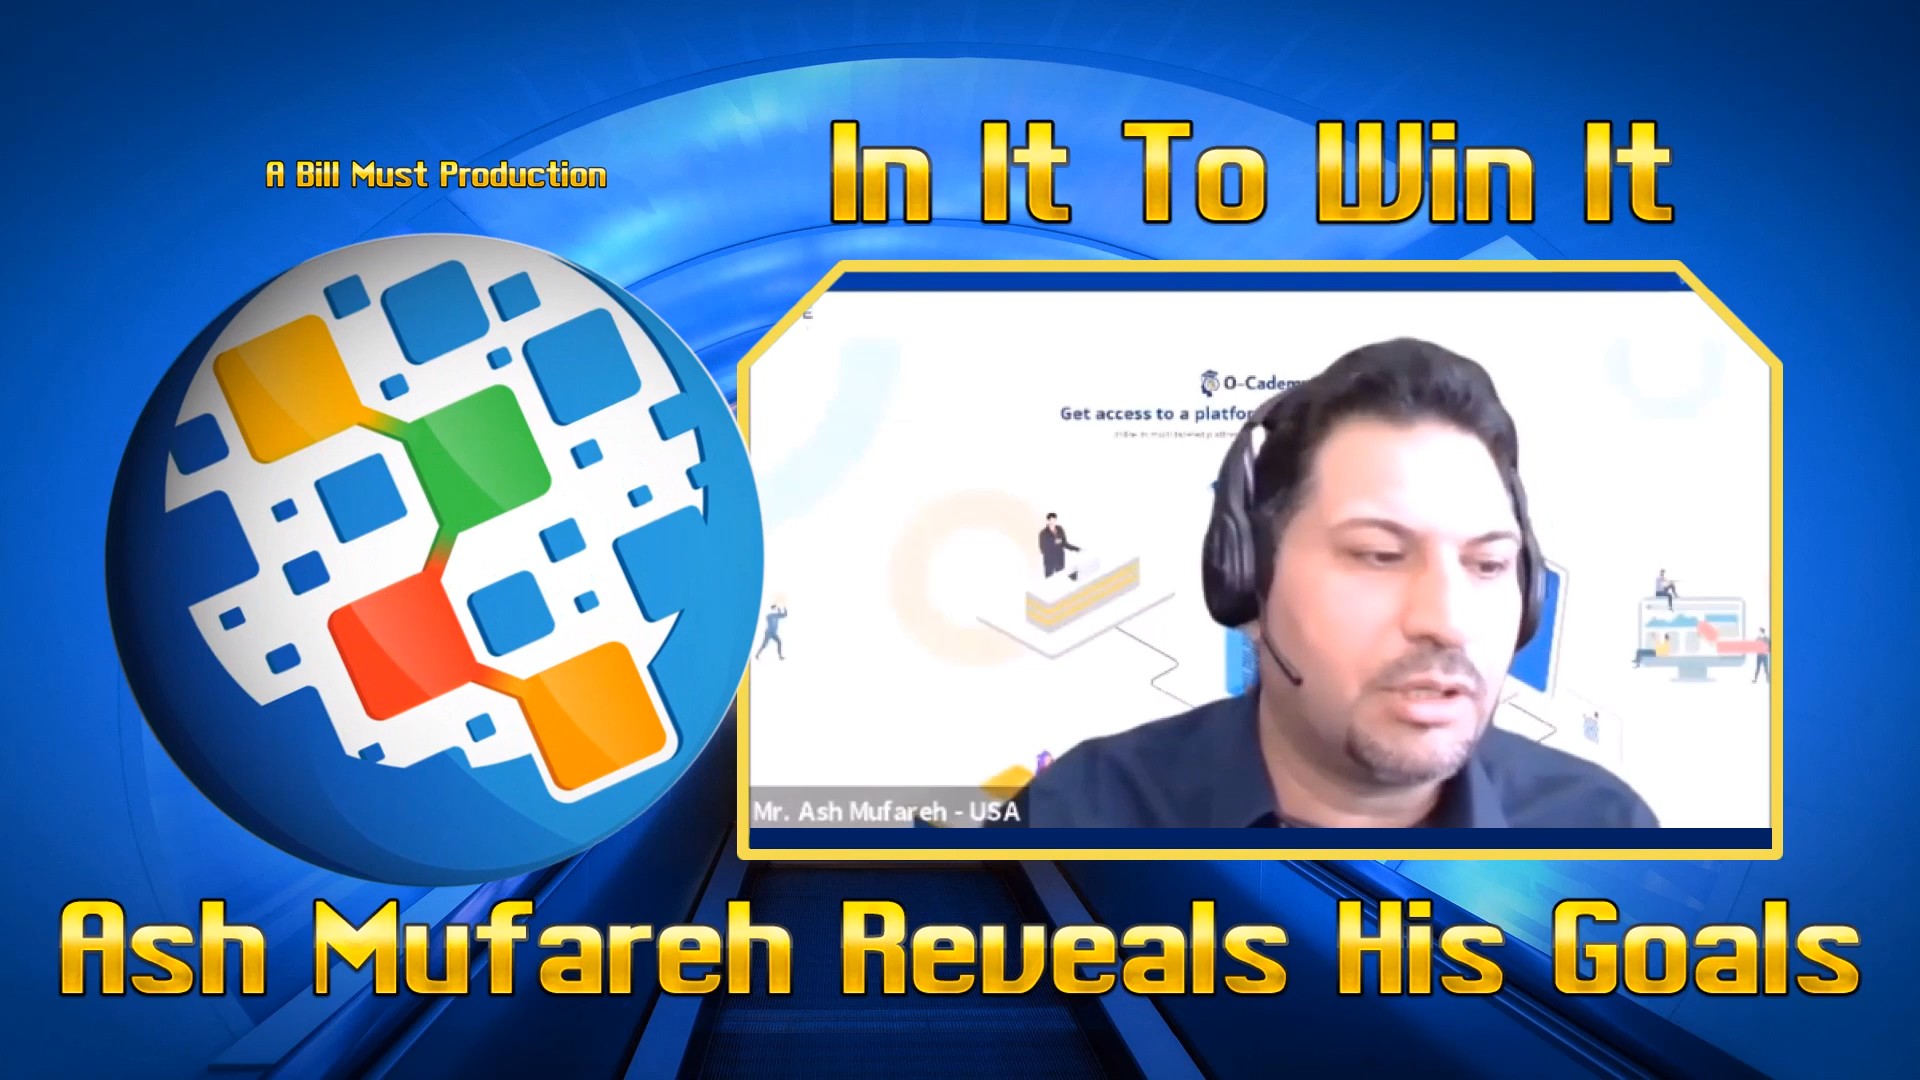 A Bill Must Production
In It To Win It
O-Cadem
Get access to a platfor
Mr. Ash Mufareh - USA
Ash Mufareh Reveals His Goals